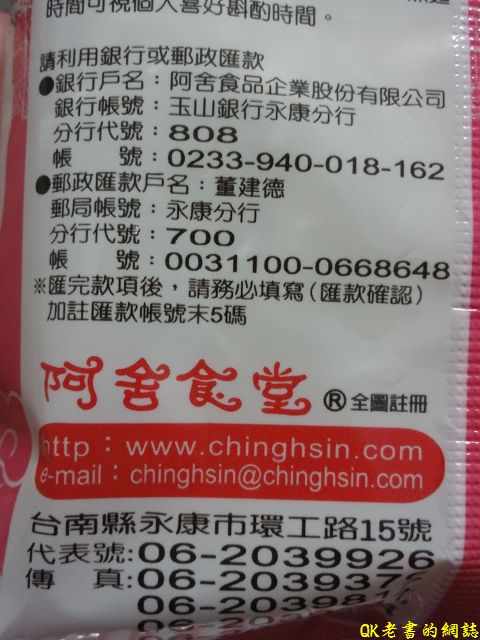 時間可視個人喜好斟酌時間。
請利用銀行或郵政匯款
●銀行戶名：阿舍食品企業股份有限公司
銀行帳號：玉山銀行永康分行
分行代號：808
帳　號：0233-940-018-162
●郵政匯款戶名：董建德
郵局帳號：永康分行
分行代號：700
帳　號：0031100-0668648
※匯完款項後，請務必填寫(匯款確認)
加註匯款帳號末5碼
阿舍食堂 ® 全圖註冊
http：www.chinghsin.com
e-mail：chinghsin@chinghsin.com
台南縣永康市環工路15號
代表號:06-2039926
傳　真:06-2039372
QK老書的網誌